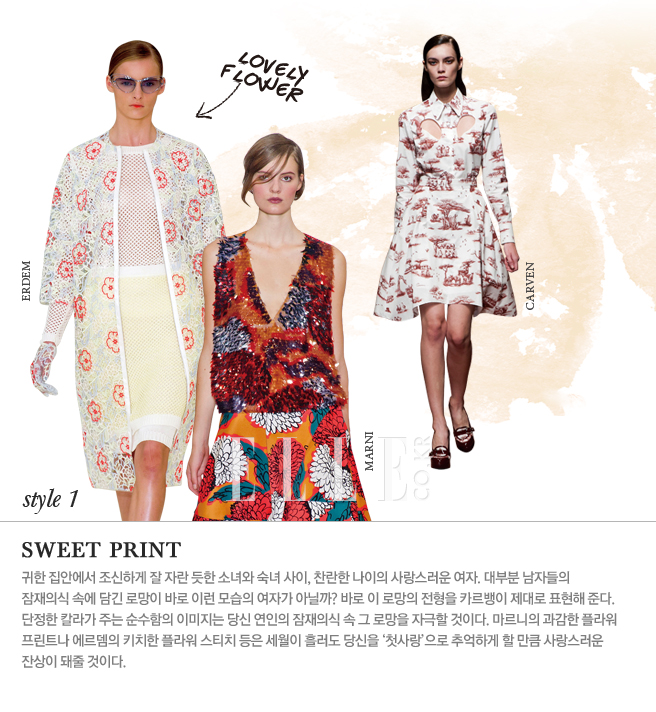 LOVELY
FLOWER
ERDEM
CARVEN
MARNI
ELLE
.CO.KR
style 1
SWEET PRINT
귀한 집안에서 조신하게 잘 자란 듯한 소녀와 숙녀 사이, 찬란한 나이의 사랑스러운 여자. 대부분 남자들의
잠재의식 속에 담긴 로망이 바로 이런 모습의 여자가 아닐까? 바로 이 로망의 전형을 카르뱅이 제대로 표현해 준다.
단정한 칼라가 주는 순수함의 이미지는 당신 연인의 잠재의식 속 그 로망을 자극할 것이다. 마르니의 과감한 플라워
프린트나 에르뎀의 키치한 플라워 스티치 등은 세월이 흘러도 당신을 ‘첫사랑’으로 추억하게 할 만큼 사랑스러운
잔상이 돼줄 것이다.